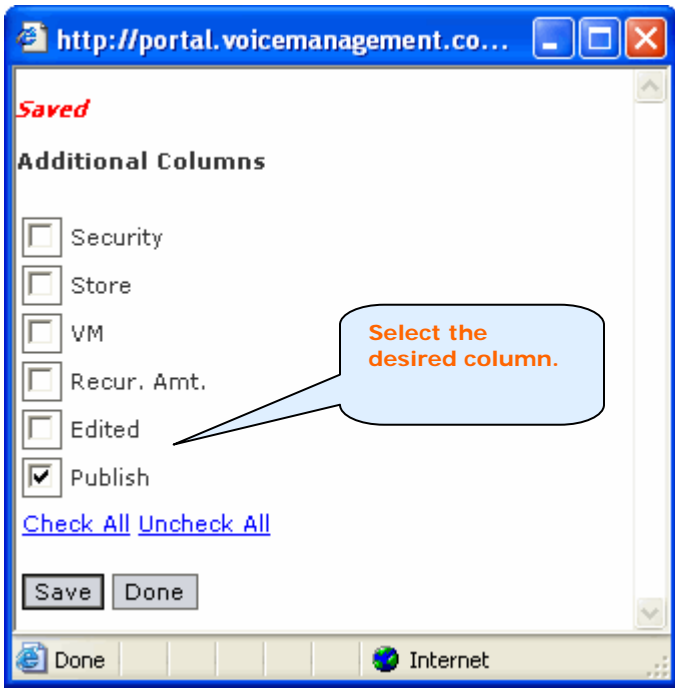 http://portal.voicemanagement.co...
Saved
Additional Columns
Security
Store
VM
Select the
desired column.
Recur. Amt.
Edited
Publish
Check All Uncheck All
Save Done
Done Internet